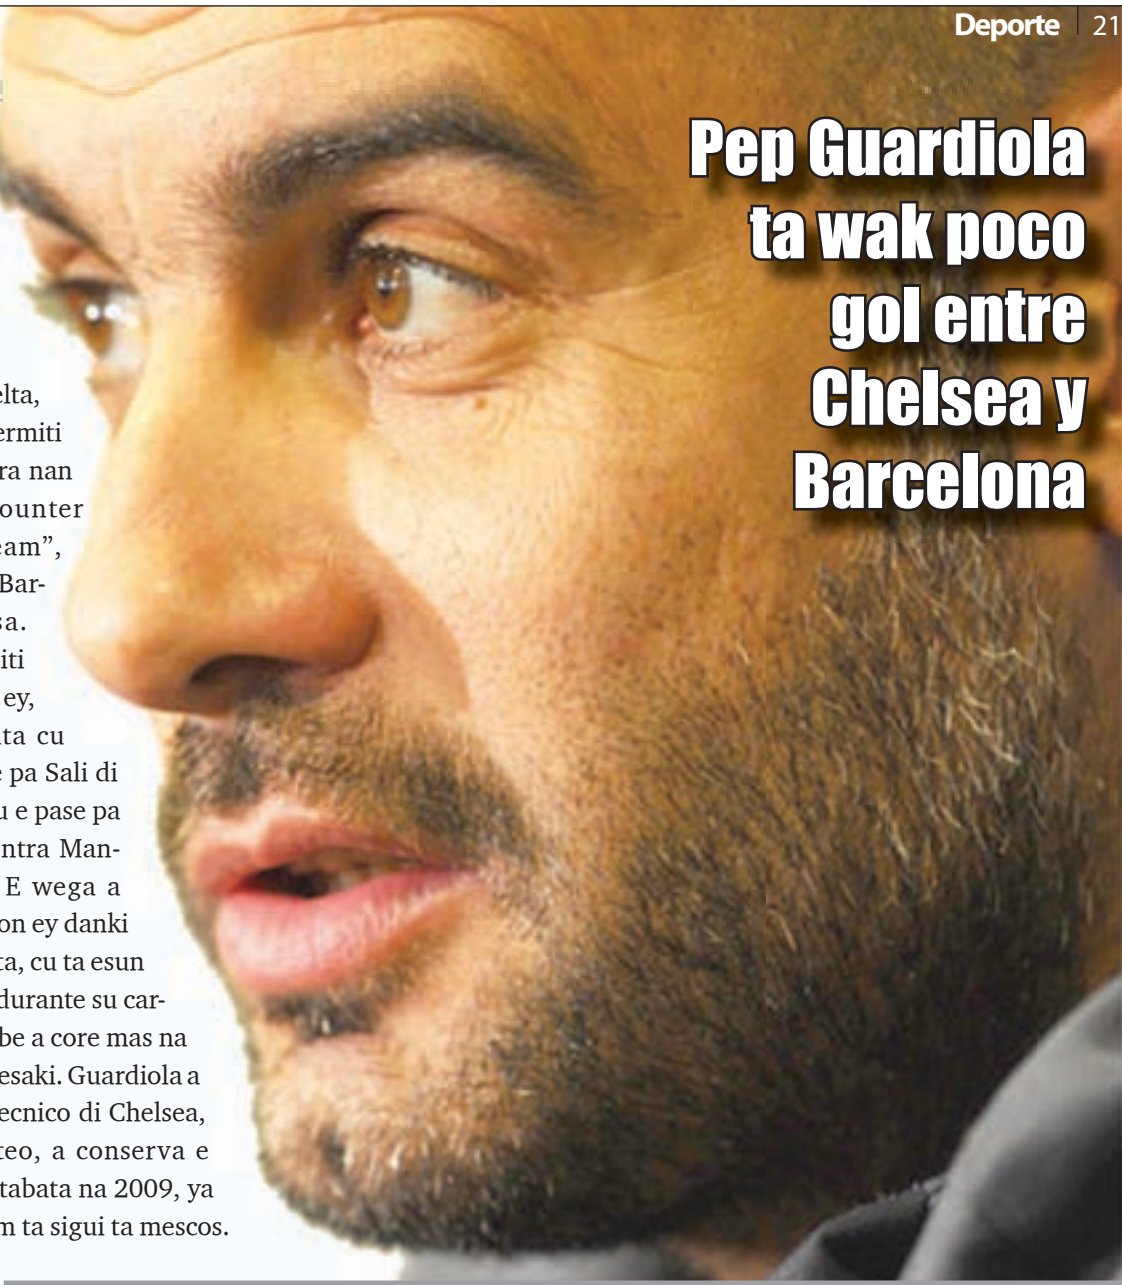 Deporte 21
Pep Guardiola
ta wak poco
gol entre
Chelsea y
Barcelona
elta,
ermiti
ra nan
ounter
eam”,
Bar-
sa.
iti
ey,
ta cu
e pa Sali di
u e pase pa
ntra Man-
E wega a
on ey danki
ta, cu ta esun
durante su car-
be a core mas na
esaki. Guardiola a
ecnico di Chelsea,
teo, a conserva e
tabata na 2009, ya
m ta sigui ta mescos.